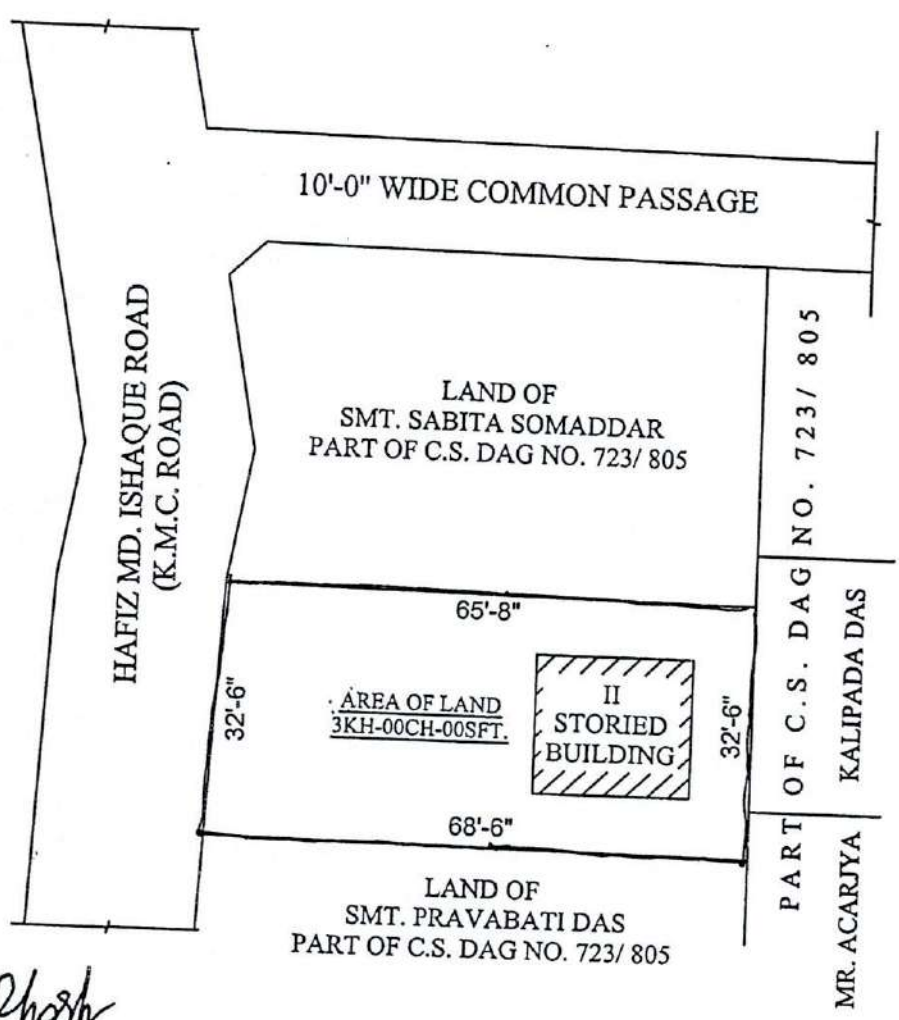 10'-0" WIDE COMMON PASSAGE
HAFIZ MD. ISHAQUE ROAD
(K.M.C. ROAD)
LAND OF
SMT. SABITA SOMADDAR
PART OF C.S. DAG NO. 723/ 805
65'-8"
32'-6"
AREA OF LAND
3KH-00CH-00SFT.
II
STORIED
BUILDING
32'-6"
68'-6"
LAND OF
SMT. PRAVABATI DAS
PART OF C.S. DAG NO. 723/ 805
PART OF C.S. DAG NO. 723/ 805
KALIPADA DAS
MR. ACARJYA